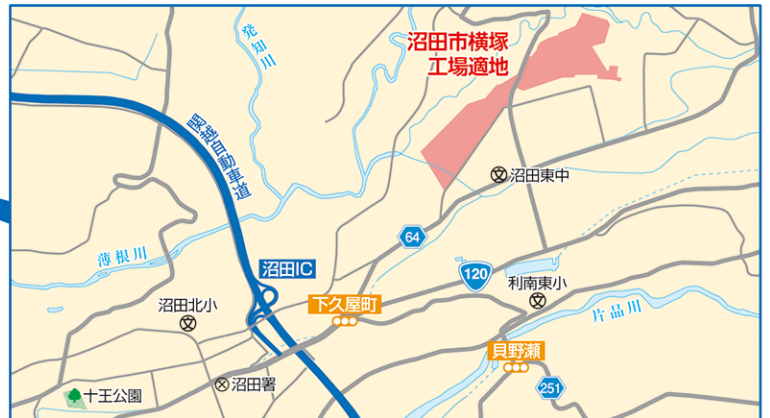 発知川
沼田市横塚
工場適地
関越自動車道
沼田東中
64
薄根川
沼田IC
120
利南東小
下久屋町
沼田北小
片品川
貝野瀬
沼田署
251
十王公園